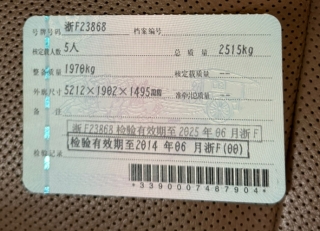 号牌号码 浙F23868 档案编号
核定载人数 5人 总质量 2515kg
整备质量 1970kg 核定载质量 --
外廓尺寸 5212×1902×1495mm 准牵引总质量 --
备注
浙F23868 检验有效期至2025年06月浙F
检验有效期至2014年06月浙F(00)
检验记录
*3390007487904*